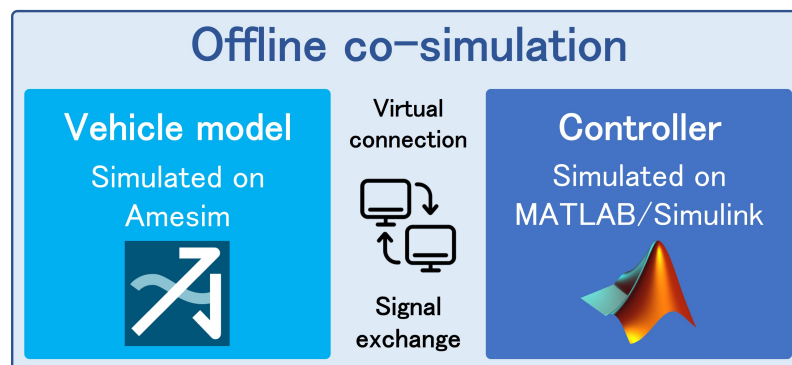 Offline co-simulation
Vehicle model
Simulated on
Amesim
Virtual
connection
Signal
exchange
Controller
Simulated on
MATLAB/Simulink